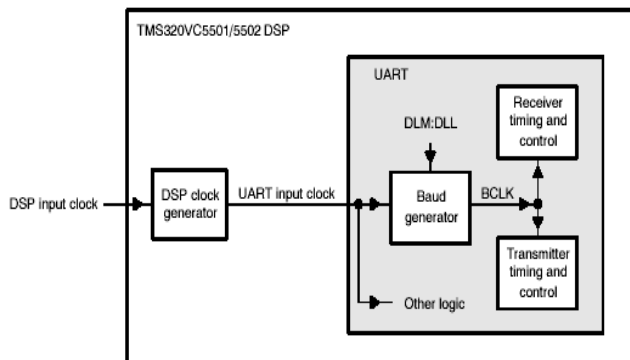 TMS320VC5501/5502 DSP
UART
Receiver
timing and
control
DLM:DLL
DSP input clock
DSP clock
generator
UART input clock
Baud
generator
BCLK
Transmitter
timing and
control
Other logic